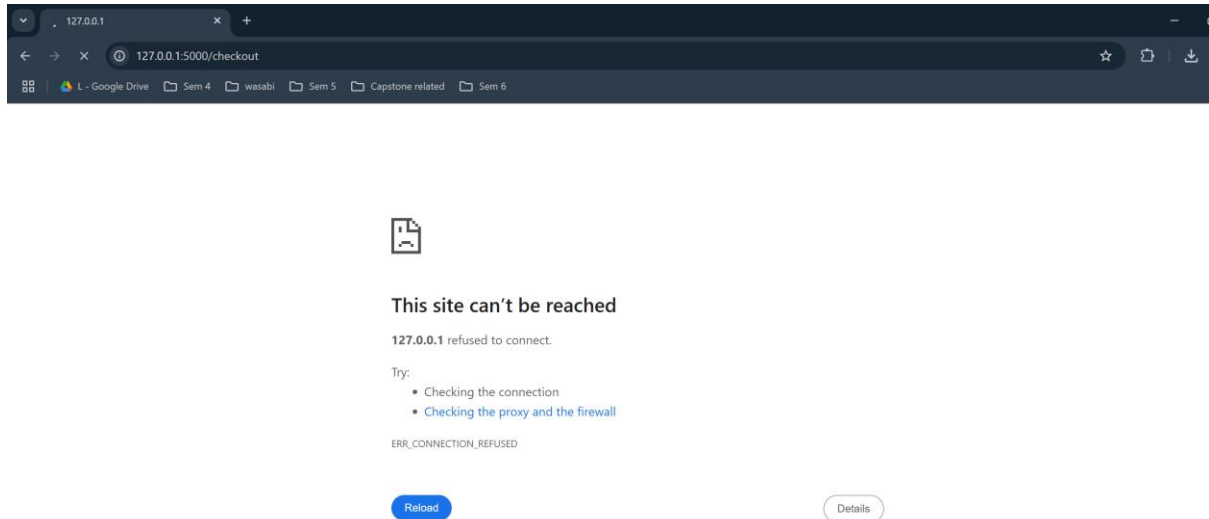 127.0.0.1
127.0.0.1:5000/checkout
L - Google Drive Sem 4 wasabi Sem 5 Capstone related Sem 6
This site can’t be reached
127.0.0.1 refused to connect.
Try:
• Checking the connection
• Checking the proxy and the firewall
ERR_CONNECTION_REFUSED
Reload Details